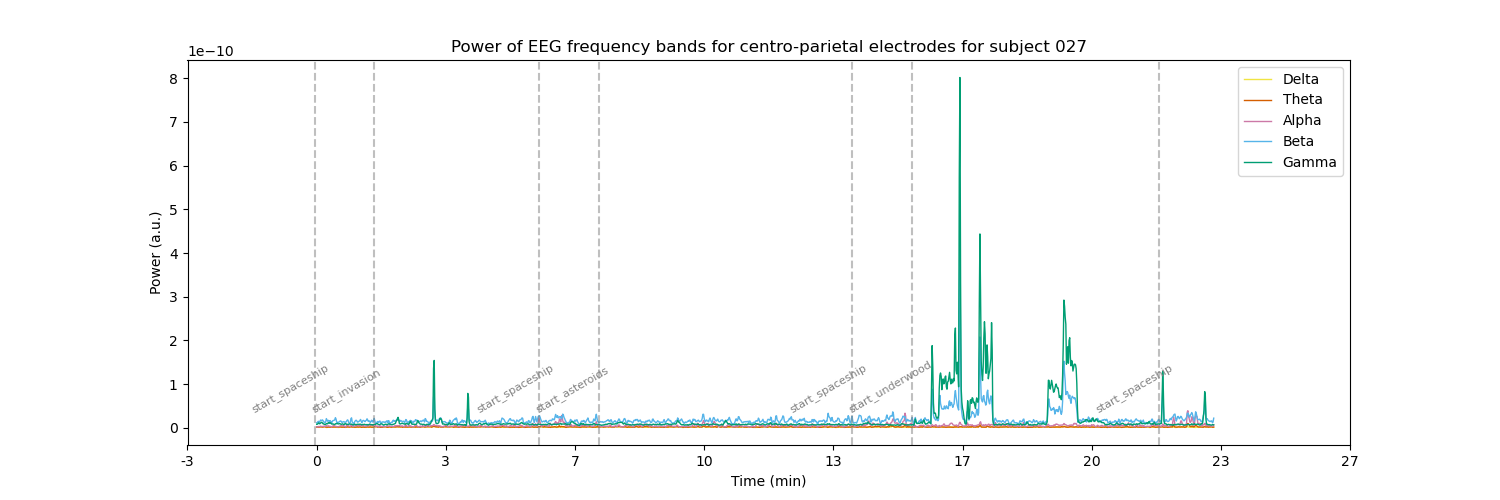 Power of EEG frequency bands for centro-parietal electrodes for subject 027
1e−10
8
7
6
5
4
3
2
1
0
Power (a.u.)
Delta
Theta
Alpha
Beta
Gamma
start_spaceship
start_invasion
start_spaceship
start_asteroids
start_spaceship
start_underwood
start_spaceship
-3 0 3 7 10 13 17 20 23 27
Time (min)